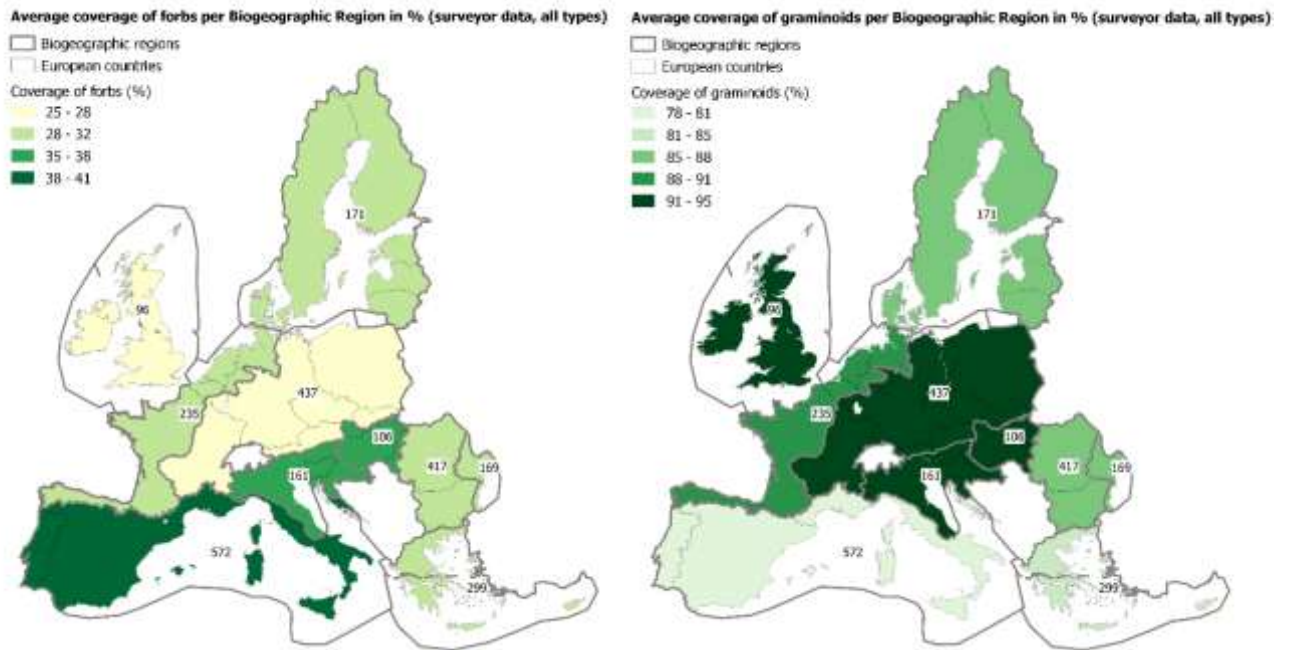 Average coverage of forbs per Biogeographic Region in % (surveyor data, all types)
Biogeographic regions
European countries
Coverage of forbs (%)
25 - 28
28 - 32
35 - 38
38 - 41
171
96
437
235
106
417
169
161
572
299
Average coverage of graminoids per Biogeographic Region in % (surveyor data, all types)
Biogeographic regions
European countries
Coverage of graminoids (%)
78 - 81
81 - 85
85 - 88
88 - 91
91 - 95
171
96
437
235
106
417
169
161
572
299